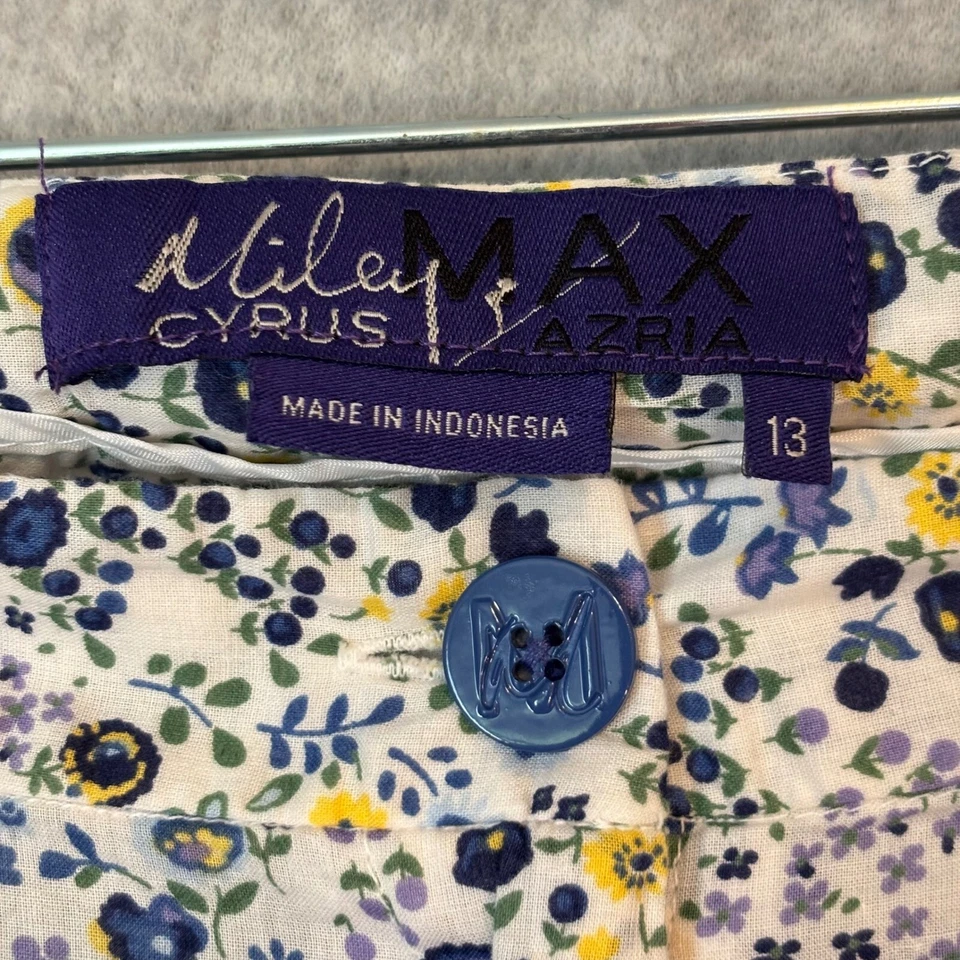 Miley MAX
CYRUS & AZRIA
MADE IN INDONESIA
13